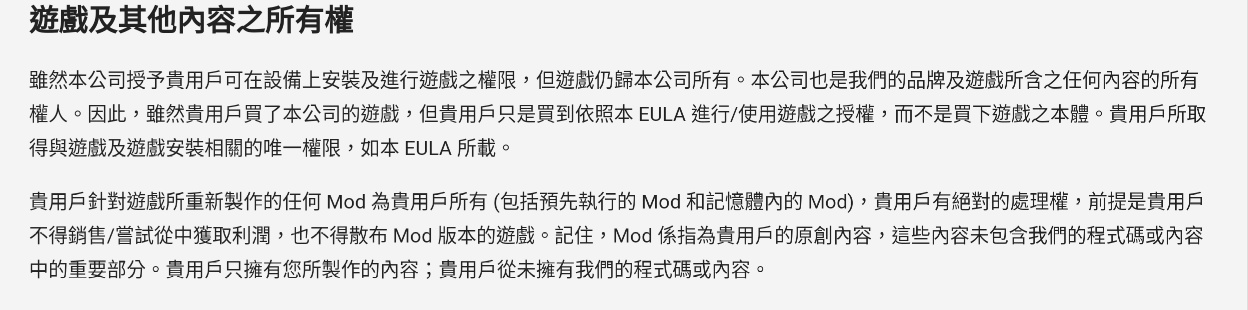 遊戲及其他內容之所有權
雖然本公司授予貴用戶可在設備上安裝及進行遊戲之權限，但遊戲仍歸本公司所有。本公司也是我們的品牌及遊戲所含之任何內容的所有
權人。因此，雖然貴用戶買了本公司的遊戲，但貴用戶只是買到依照本 EULA 進行/使用遊戲之授權，而不是買下遊戲之本體。貴用戶所取
得與遊戲及遊戲安裝相關的唯一權限，如本 EULA 所載。
貴用戶針對遊戲所重新製作的任何 Mod 為貴用戶所有 (包括預先執行的 Mod 和記憶體內的 Mod)，貴用戶有絕對的處理權，前提是貴用戶
不得銷售/嘗試從中獲取利潤，也不得散布 Mod 版本的遊戲。記住，Mod 係指為貴用戶的原創內容，這些內容未包含我們的程式碼或內容
中的重要部分。貴用戶只擁有您所製作的內容；貴用戶從未擁有我們的程式碼或內容。